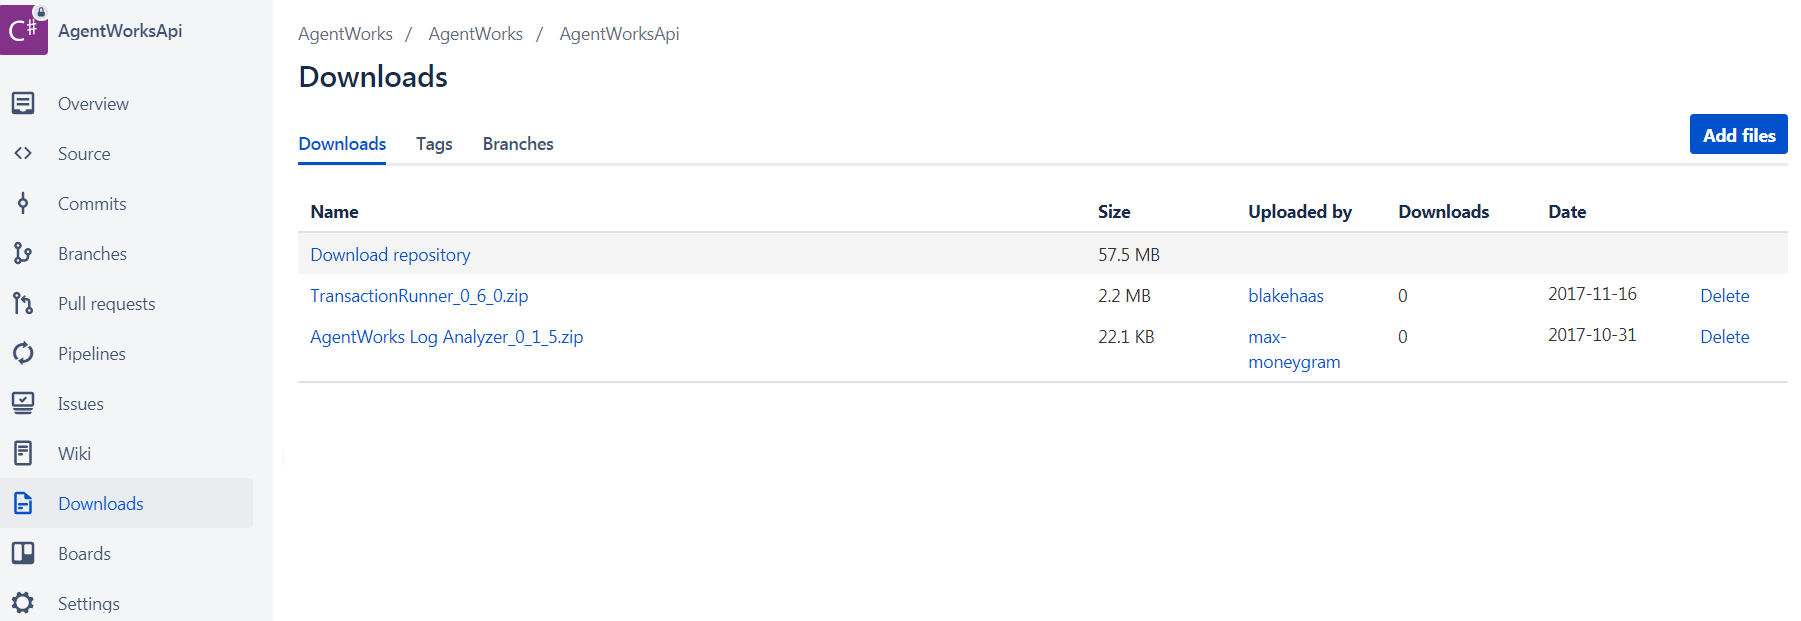 C#
AgentWorksApi
Overview
Source
Commits
Branches
Pull requests
Pipelines
Issues
Wiki
Downloads
Boards
Settings
AgentWorks / AgentWorks / AgentWorksApi
Downloads
Downloads Tags Branches
Add files
Name Size Uploaded by Downloads Date
Download repository 57.5 MB
TransactionRunner_0_6_0.zip 2.2 MB blakehaas 0 2017-11-16 Delete
AgentWorks Log Analyzer_0_1_5.zip 22.1 KB max- 0 2017-10-31 Delete
moneygram